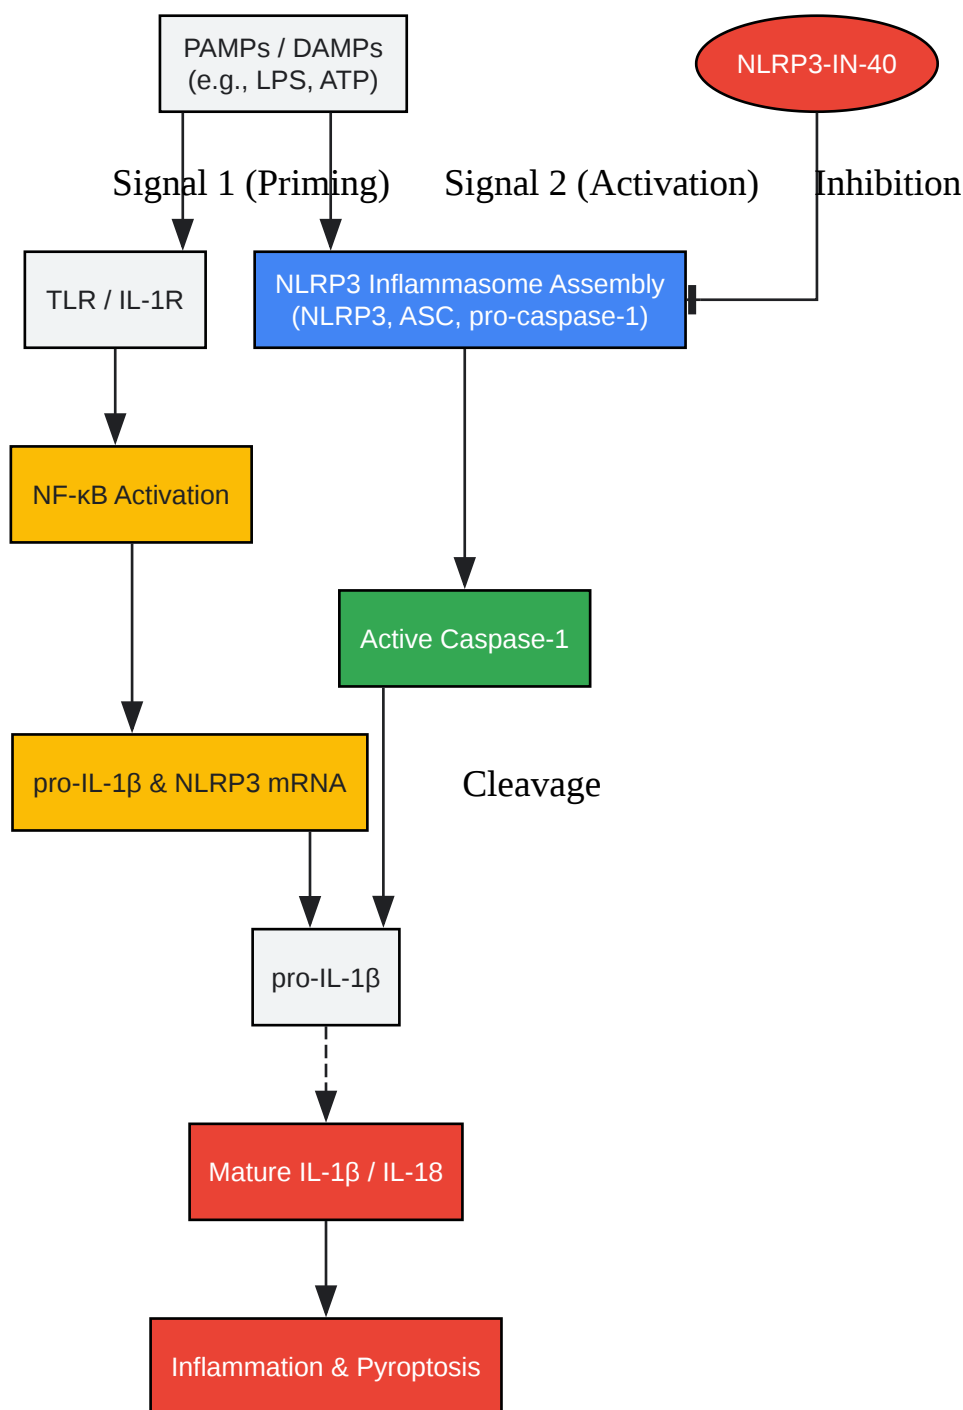 PAMPs / DAMPs
(e.g., LPS, ATP)
NLRP3-IN-40
Signal 1 (Priming)
Signal 2 (Activation)
Inhibition
TLR / IL-1R
NLRP3 Inflammasome Assembly
(NLRP3, ASC, pro-caspase-1)
NF-κB Activation
Active Caspase-1
pro-IL-1β & NLRP3 mRNA
Cleavage
pro-IL-1β
Mature IL-1β / IL-18
Inflammation & Pyroptosis